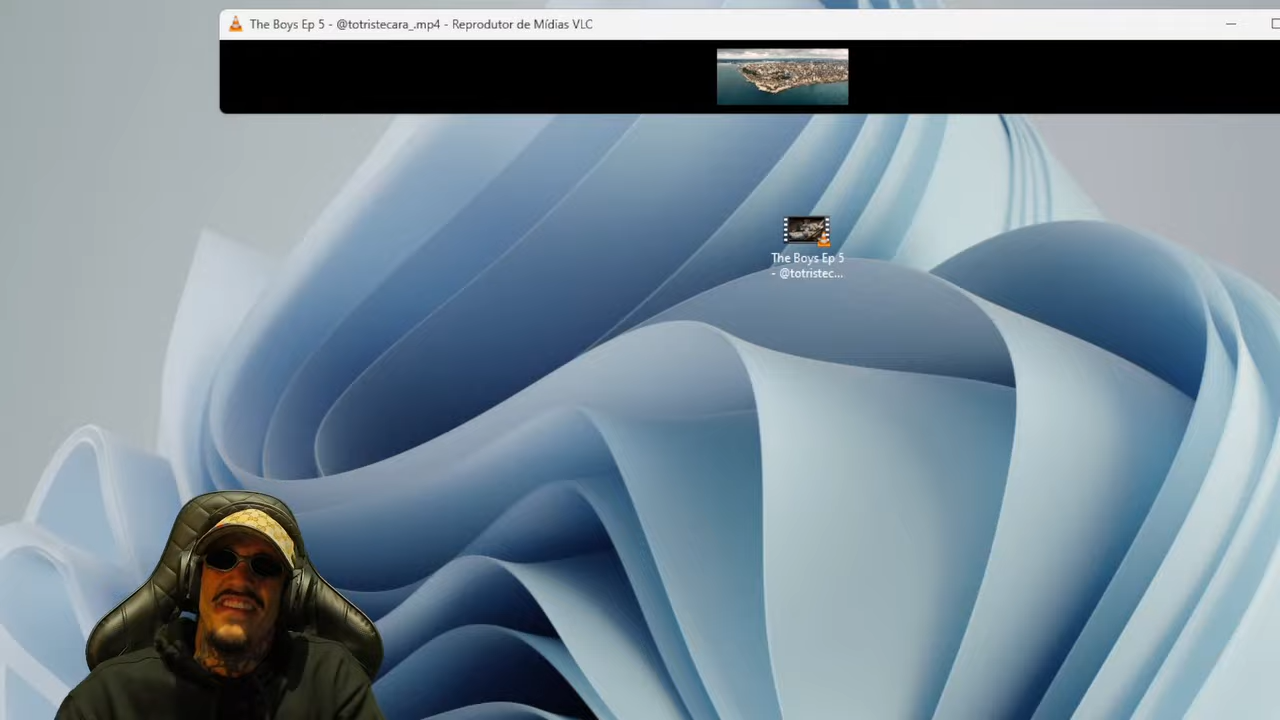 The Boys Ep 5 - @totristecara_.mp4 - Reprodutor de Mídias VLC
The Boys Ep 5
- @totristec...